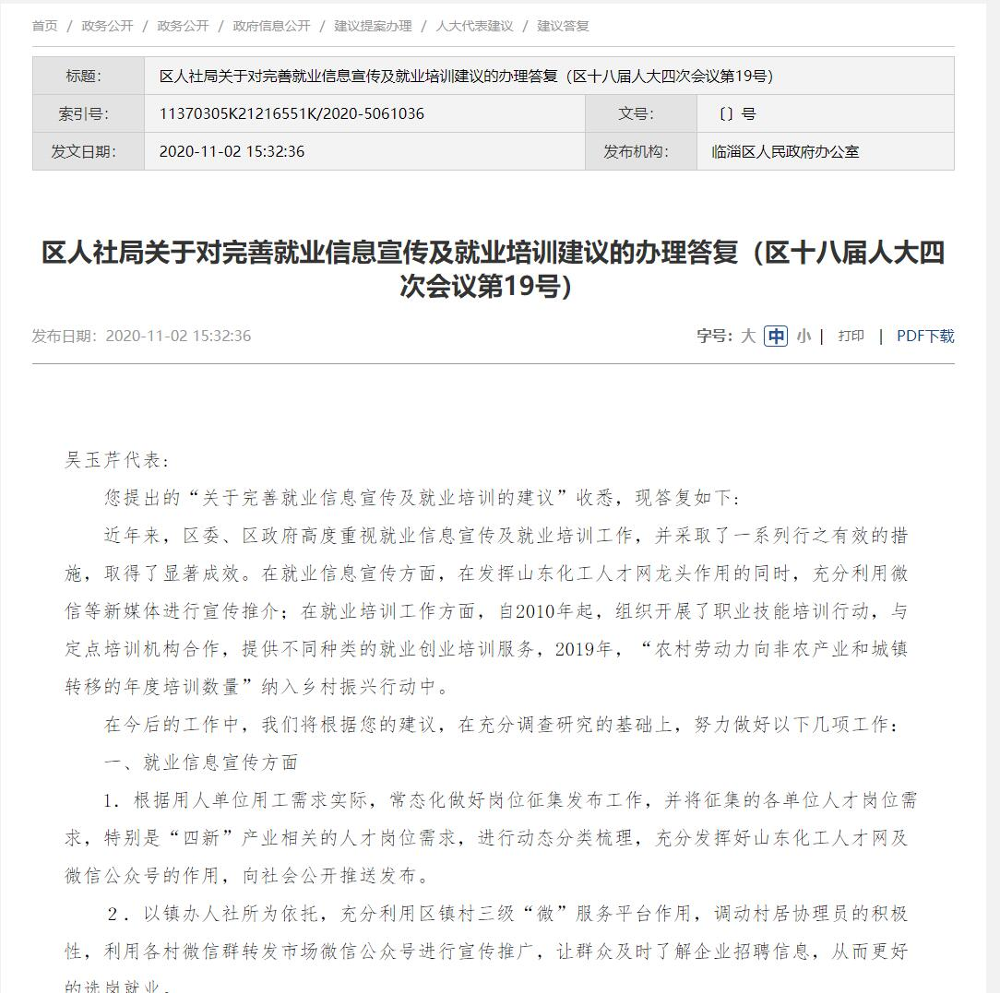 首页 / 政务公开 / 政务公开 / 政府信息公开 / 建议提案办理 / 人大代表建议 / 建议答复
标题： 区人社局关于对完善就业信息宣传及就业培训建议的办理答复（区十八届人大四次会议第19号）
索引号： 11370305K21216551K/2020-5061036 文号： 〔〕号
发文日期： 2020-11-02 15:32:36 发布机构： 临淄区人民政府办公室
区人社局关于对完善就业信息宣传及就业培训建议的办理答复（区十八届人大四
次会议第19号）
发布日期：2020-11-02 15:32:36 字号：大 中 小 | 打印 | PDF下载
吴玉芹代表：
您提出的“关于完善就业信息宣传及就业培训的建议”收悉，现答复如下：
近年来，区委、区政府高度重视就业信息宣传及就业培训工作，并采取了一系列行之有效的措
施，取得了显著成效。在就业信息宣传方面，在发挥山东化工人才网龙头作用的同时，充分利用微
信等新媒体进行宣传推介；在就业培训工作方面，自2010年起，组织开展了职业技能培训行动，与
定点培训机构合作，提供不同种类的就业创业培训服务，2019年，“农村劳动力向非农产业和城镇
转移的年度培训数量”纳入乡村振兴行动中。
在今后的工作中，我们将根据您的建议，在充分调查研究的基础上，努力做好以下几项工作：
一、就业信息宣传方面
1．根据用人单位用工需求实际，常态化做好岗位征集发布工作，并将征集的各单位人才岗位需
求，特别是“四新”产业相关的人才岗位需求，进行动态分类梳理，充分发挥好山东化工人才网及
微信公众号的作用，向社会公开推送发布。
２．以镇办人社所为依托，充分利用区镇村三级“微”服务平台作用，调动村居协理员的积极
性，利用各村微信群转发市场微信公众号进行宣传推广，让群众及时了解企业招聘信息，从而更好
的选岗就业。